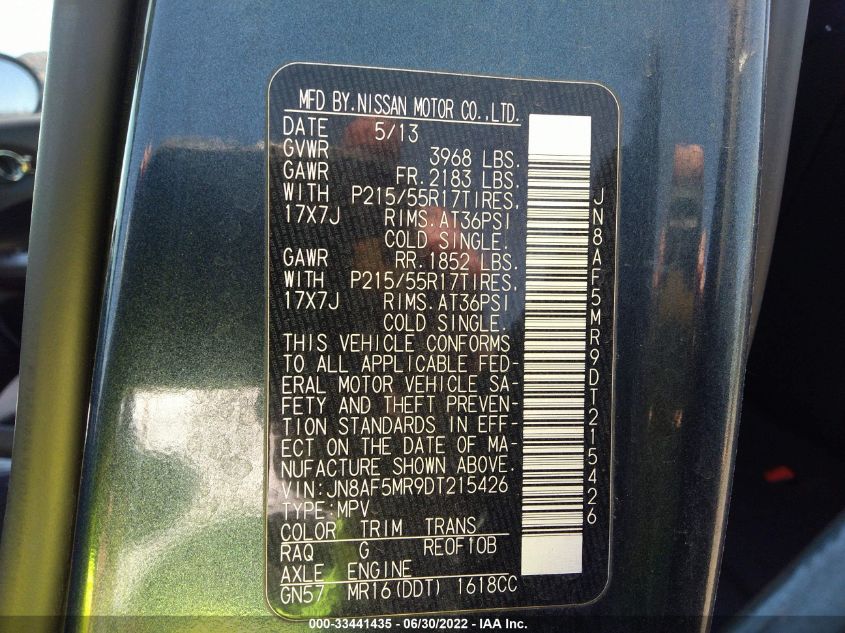 MFD BY.NISSAN MOTOR CO.,LTD.
DATE 5/13
GVWR 3968 LBS.
GAWR FR.2183 LBS.
WITH P215/55R17TIRES.
17X7J RIMS.AT36PSI
COLD SINGLE.
GAWR RR.1852 LBS.
WITH P215/55R17TIRES.
17X7J RIMS.AT36PSI
COLD SINGLE.
THIS VEHICLE CONFORMS
TO ALL APPLICABLE FED-
ERAL MOTOR VEHICLE SA-
FETY AND THEFT PREVEN-
TION STANDARDS IN EFF-
ECT ON THE DATE OF MA-
NUFACTURE SHOWN ABOVE.
VIN:JN8AF5MR9DT215426
TYPE:MPV
COLOR TRIM TRANS
RAQ G RE0F10B
AXLE ENGINE
GN57 MR16(DDT) 1618CC
JN8AF5MR9DT215426
000-33441435 - 06/30/2022 - IAA Inc.